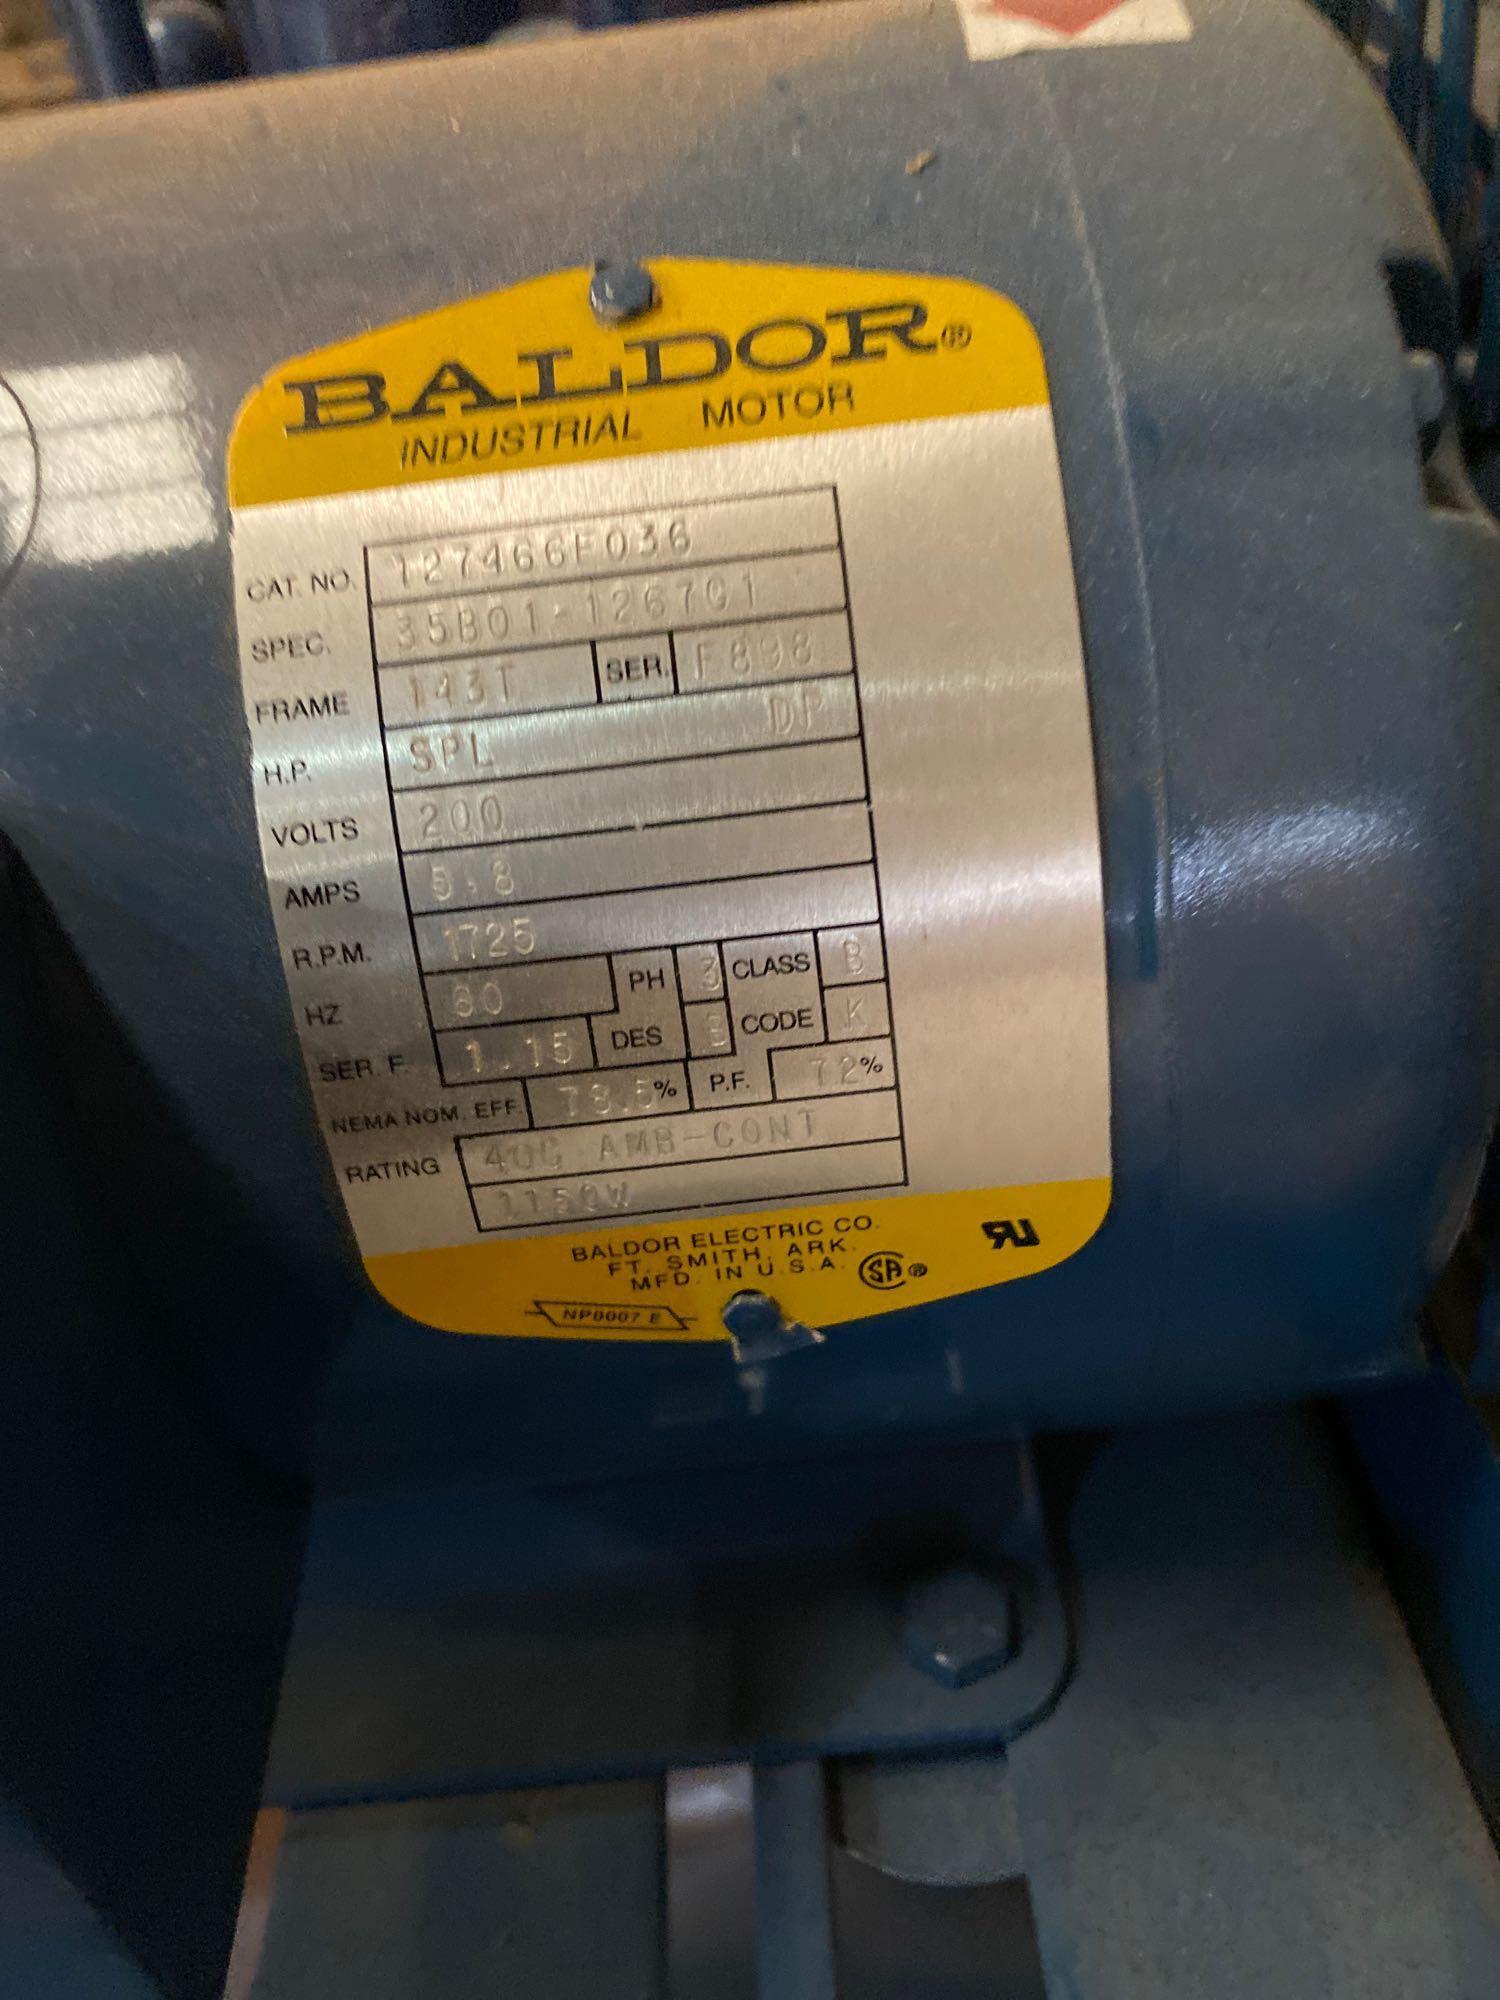 BALDOR®
INDUSTRIAL MOTOR
CAT. NO. 127466F036
SPEC. 35B01-1267G1
FRAME 143T SER. F898
H.P. SPL DP
VOLTS 200
AMPS 5.8
R.P.M. 1725
HZ 60 PH 3 CLASS B
SER. F. 1.15 DES B CODE K
NEMA NOM. EFF. 78.5% P.F. 72%
RATING 40C AMB-CONT
1150W
BALDOR ELECTRIC CO.
FT. SMITH, ARK.
MFD. IN U.S.A. SA®
NP0007 E